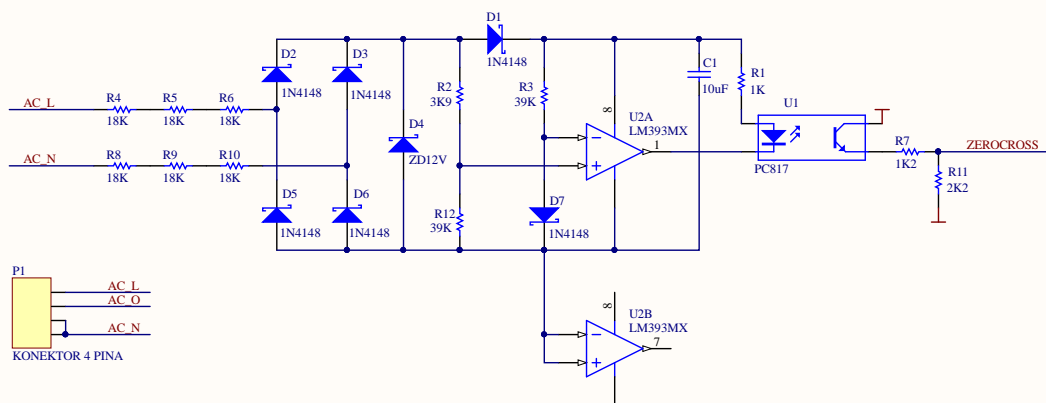 D1
1N4148
D2
1N4148
D3
1N4148
R2
3K9
R3
39K
C1
10uF
R1
1K
U1
PC817
AC_L
R4
18K
R5
18K
R6
18K
D4
ZD12V
8
U2A
LM393MX
1
AC_N
R8
18K
R9
18K
R10
18K
R7
1K2
ZEROCROSS
R11
2K2
D5
1N4148
D6
1N4148
R12
39K
D7
1N4148
P1
AC_L
AC_O
AC_N
KONEKTOR 4 PINA
8
U2B
LM393MX
7